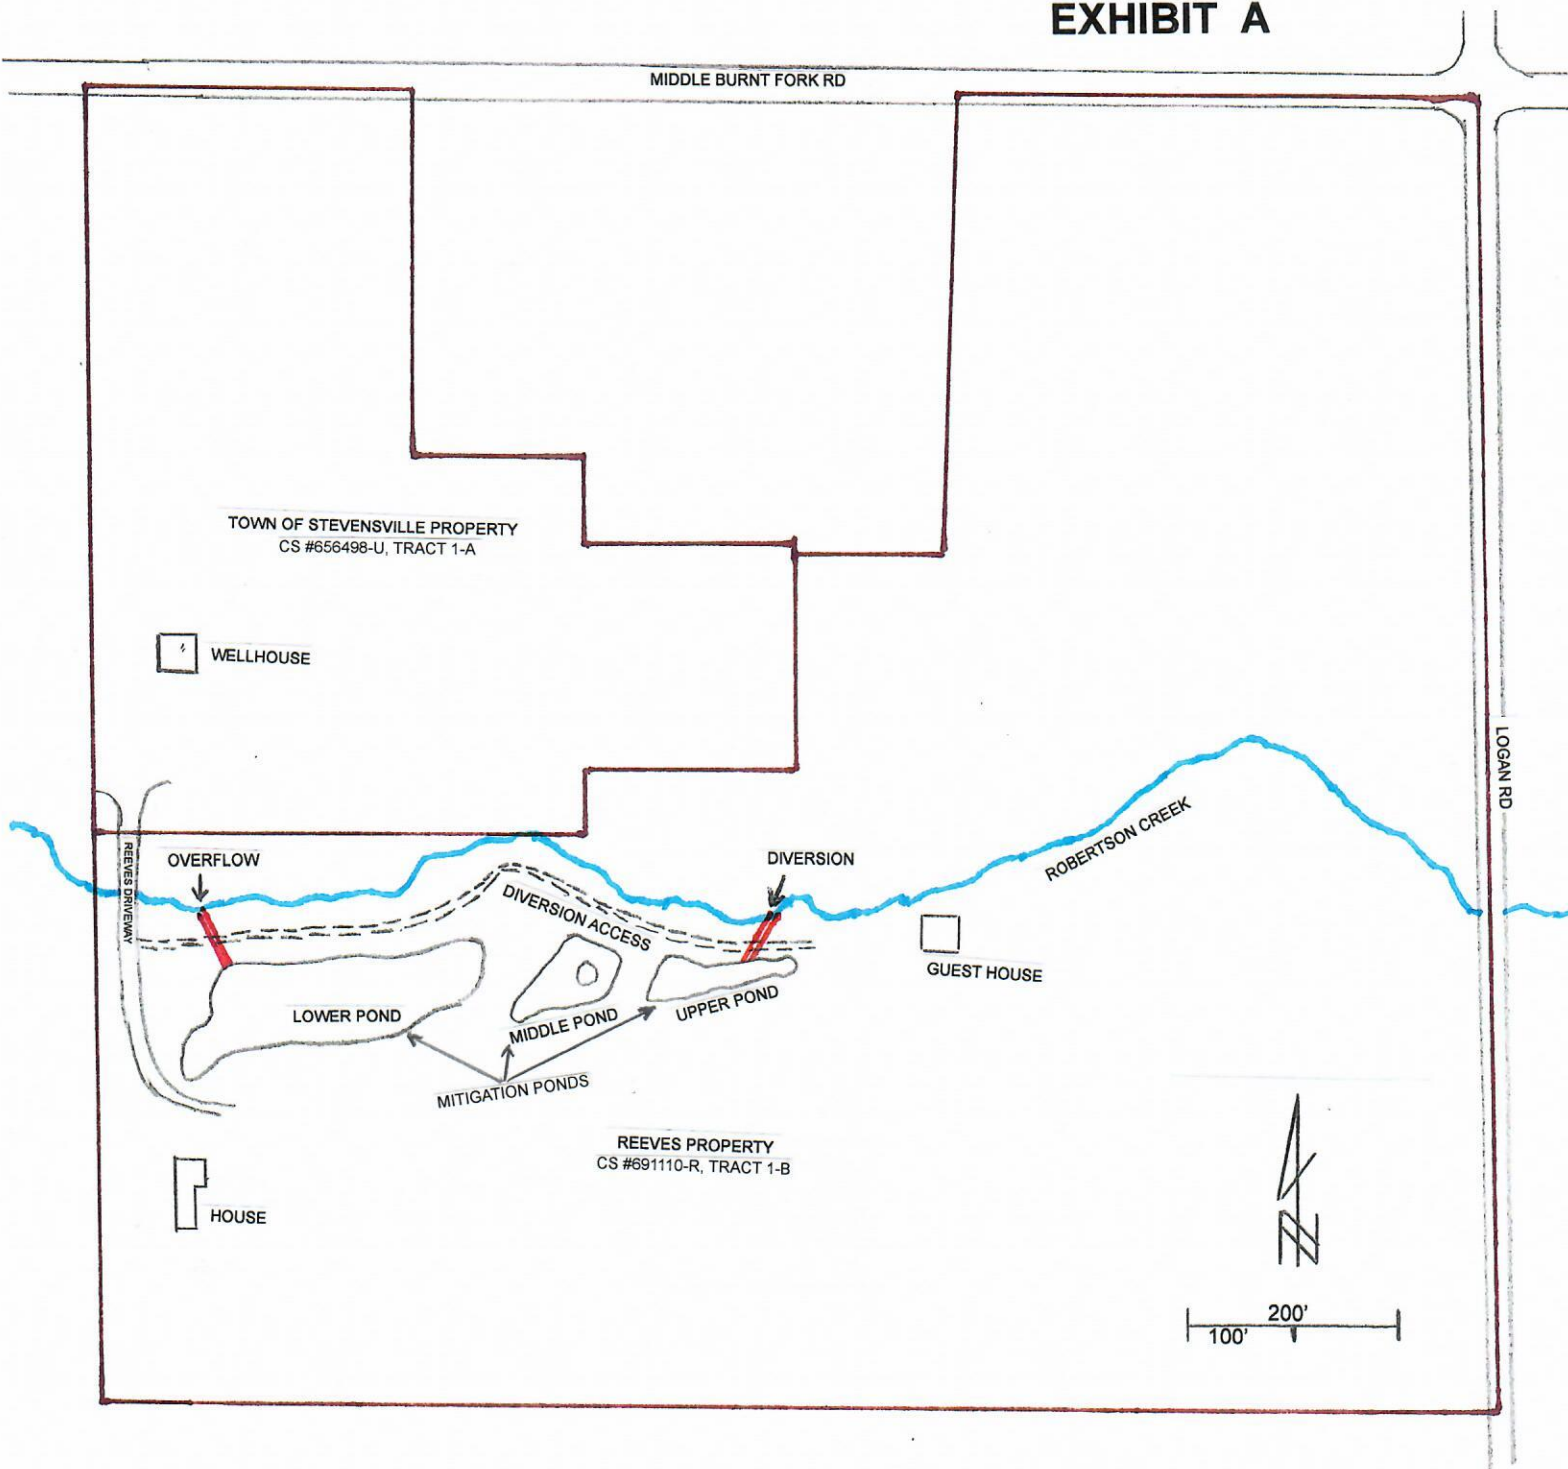 EXHIBIT A
MIDDLE BURNT FORK RD
TOWN OF STEVENSVILLE PROPERTY
CS #656498-U, TRACT 1-A
WELLHOUSE
LOGAN RD
ROBERTSON CREEK
OVERFLOW
DIVERSION
REEVES DRIVEWAY
DIVERSION ACCESS
GUEST HOUSE
LOWER POND
MIDDLE POND
UPPER POND
MITIGATION PONDS
REEVES PROPERTY
CS #691110-R, TRACT 1-B
HOUSE
N
200'
100'